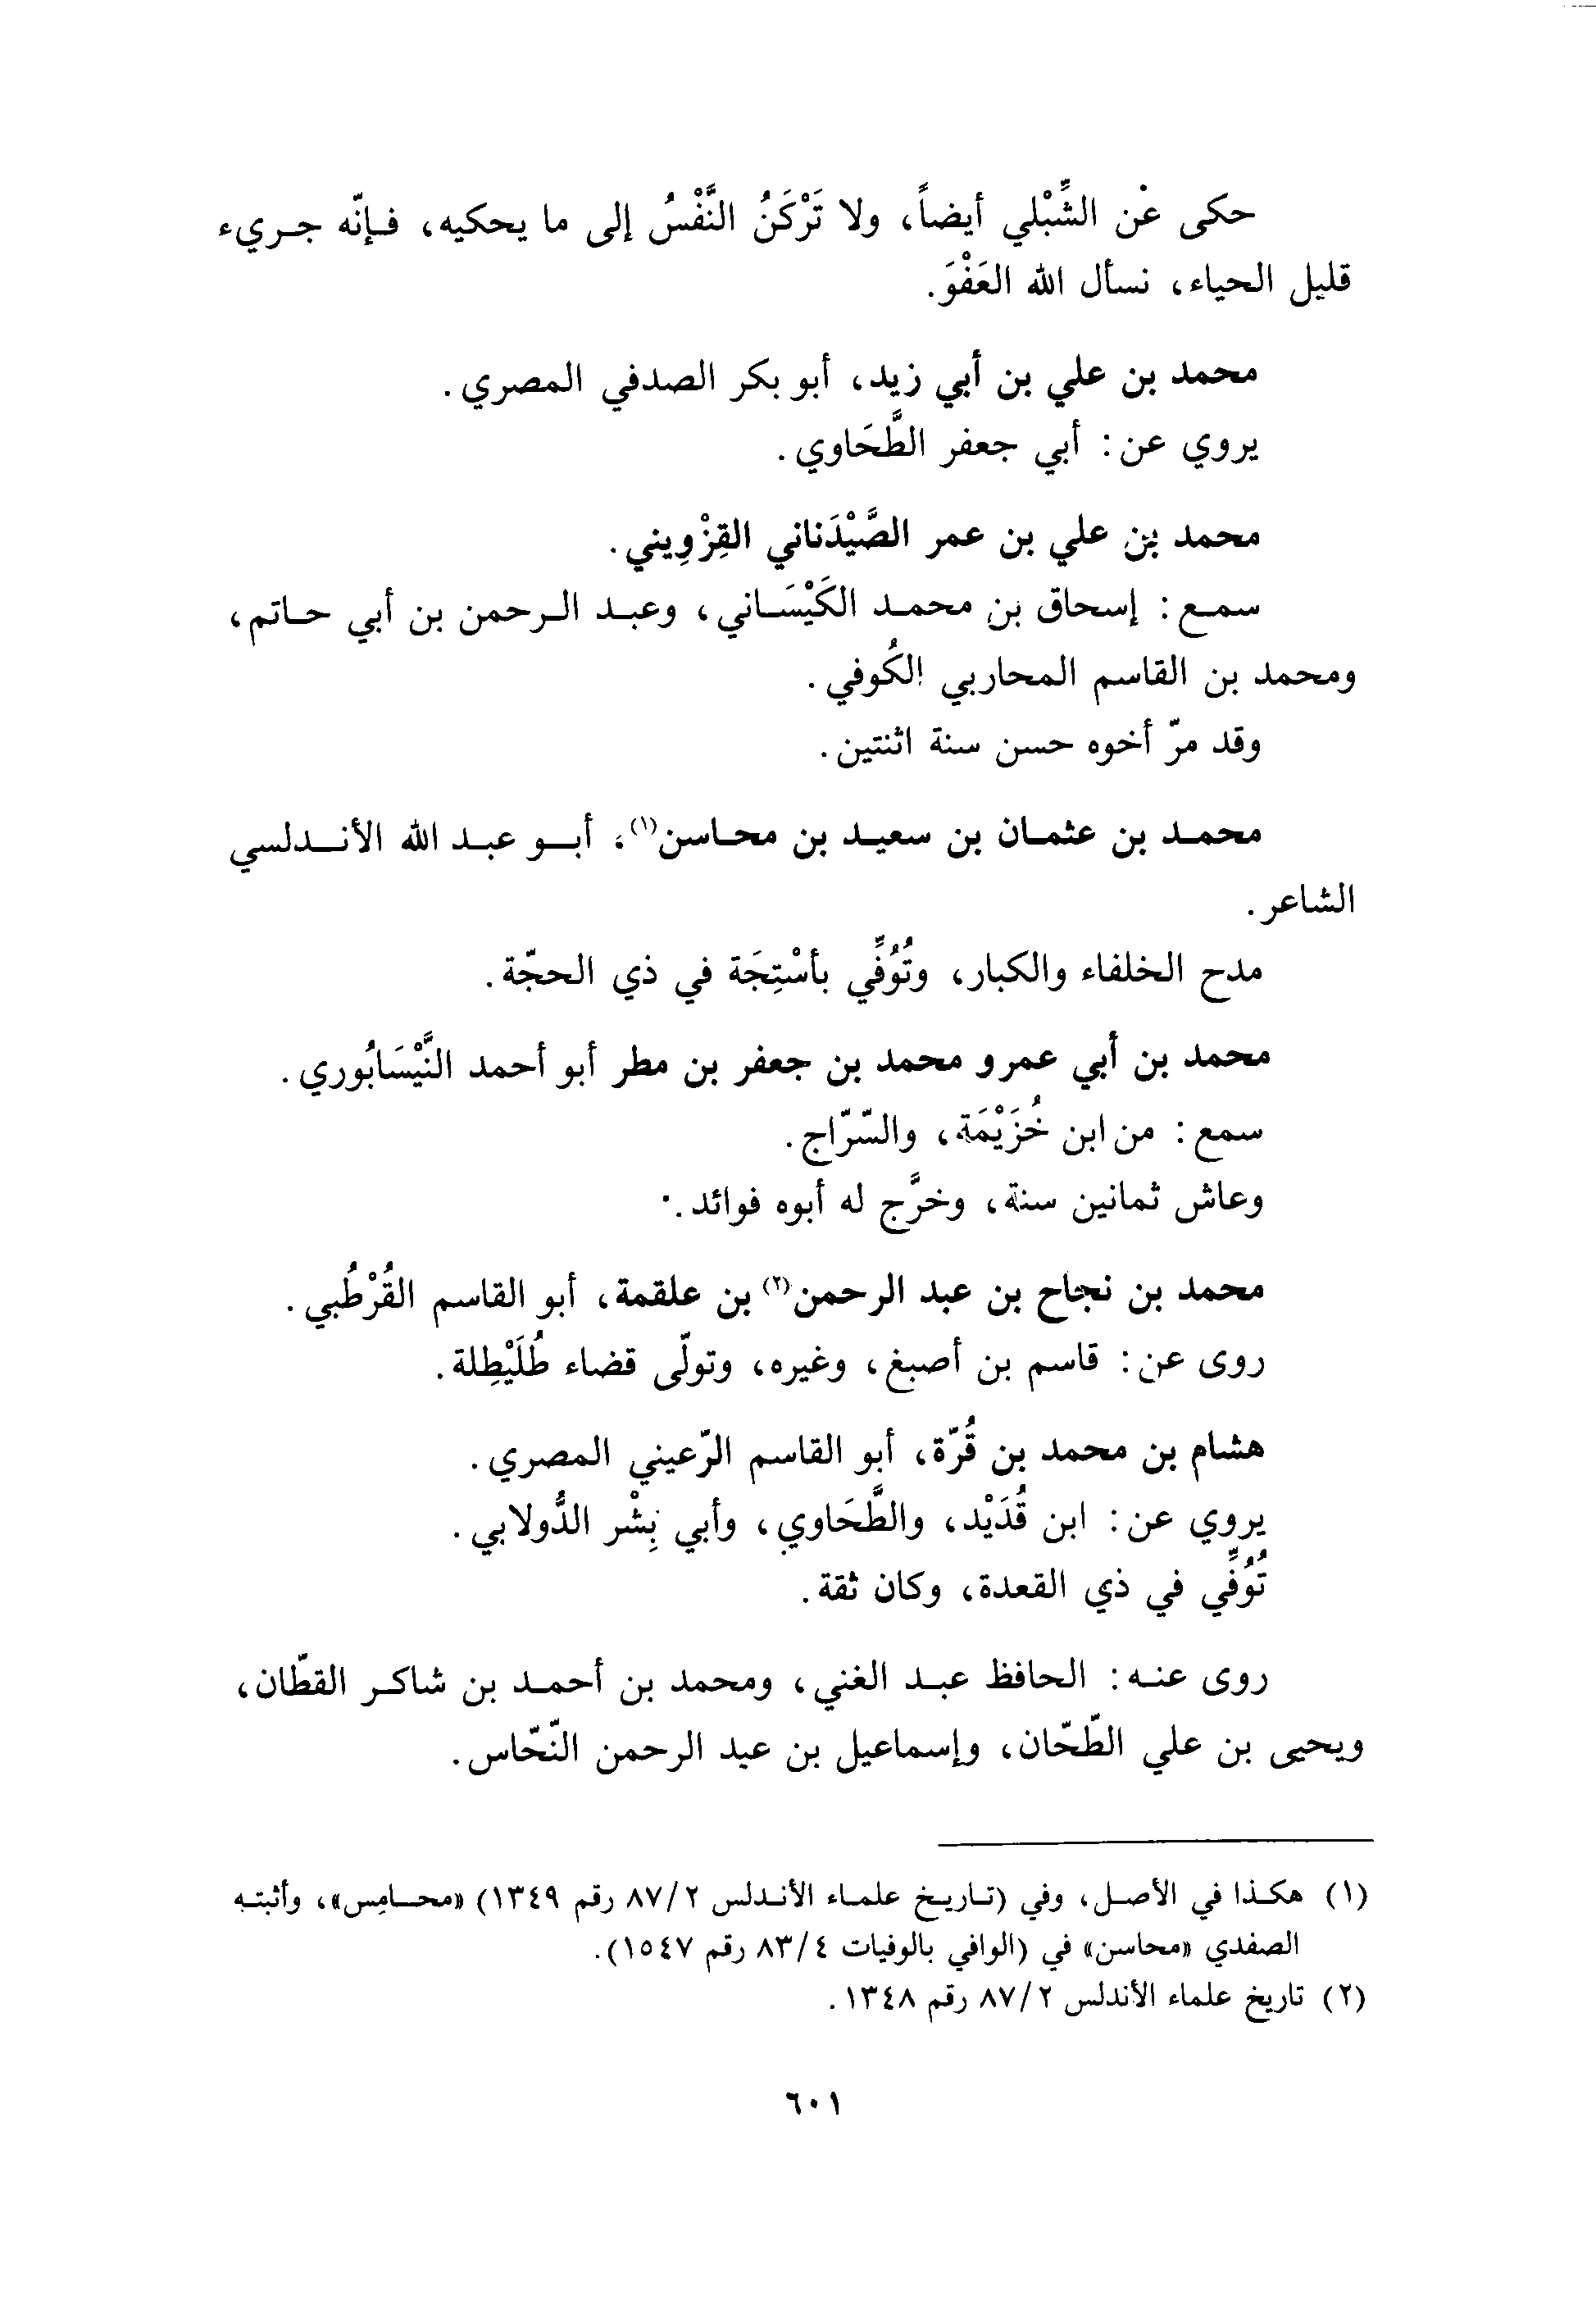 حكى عْن الشِّبْلي أيضاً، ولا تَرْكَنُ النَّفْسُ إلى ما يحكيه، فإنّه جريء
قليل الحياء، نسأل الله العَفْوَ.
محمد بن علي بن أبي زيد، أبو بكر الصدفي المصري.
يروي عن: أبي جعفر الطَّحَاوي.
محمد بن علي بن عمر الصَّيْدَناني القِزْوِيني.
سمع: إسحاق بن محمد الكَيْسَاني، وعبد الرحمن بن أبي حاتم،
ومحمد بن القاسم المحاربي الكُوفي.
وقد مرّ أخوه حسن سنة اثنتين.
محمد بن عثمان بن سعيد بن محاسن(١)، أبو عبد الله الأندلسي
الشاعر.
مدح الخلفاء والكبار، وتُوُفِّي بأسْتِجَة في ذي الحجّة.
محمد بن أبي عمرو محمد بن جعفر بن مطر أبو أحمد النَّيْسَابُوري.
سمع: من ابن خُزَيْمَة، والسّرّاج.
وعاش ثمانين سنة، وخرَّج له أبوه فوائد.
محمد بن نجاح بن عبد الرحمن(٢) بن علقمة، أبو القاسم القُرْطُبي.
روى عن: قاسم بن أصبغ، وغيره، وتولّى قضاء طُلَيْطِلة.
هشام بن محمد بن قُرّة، أبو القاسم الرّعيني المصري.
يروي عن: ابن قُدَيْد، والطَّحَاوي، وأبي بِشْر الدُّولابي.
تُوُفِّي في ذي القعدة، وكان ثقة.
روى عنه: الحافظ عبد الغني، ومحمد بن أحمد بن شاكر القطّان،
ويحيى بن علي الطّحّان، وإسماعيل بن عبد الرحمن النّحّاس.
(١) هكذا في الأصل، وفي (تاريخ علماء الأندلس ٢/ ٨٧ رقم ١٣٤٩) «محامِس»، وأثبته
الصفدي «محاسن» في (الوافي بالوفيات ٤/ ٨٣ رقم ١٥٤٧).
(٢) تاريخ علماء الأندلس ٢/ ٨٧ رقم ١٣٤٨.
٦٠١